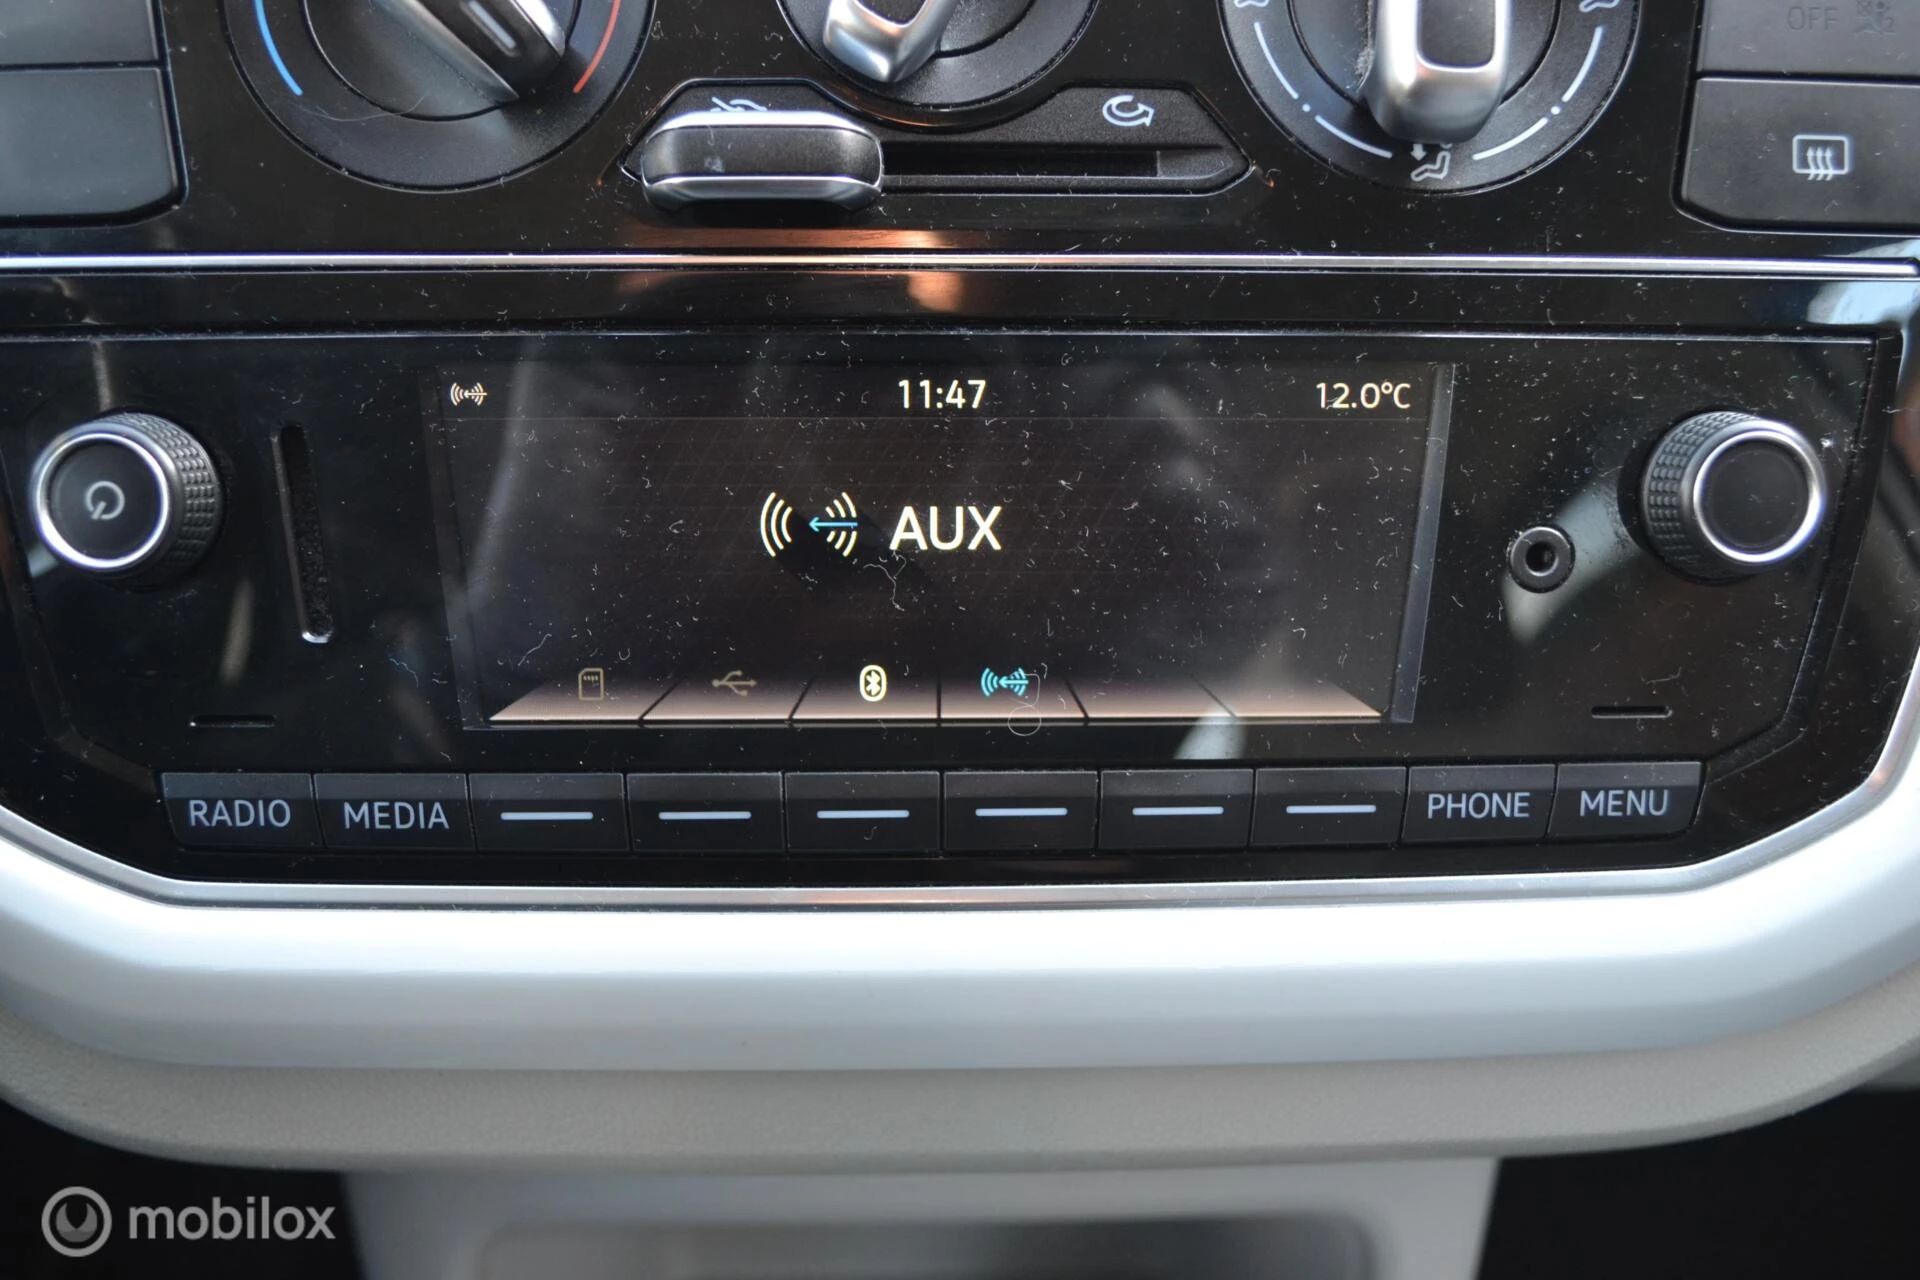 OFF
11:47
12.0°C
AUX
RADIO
MEDIA
PHONE
MENU
mobilox